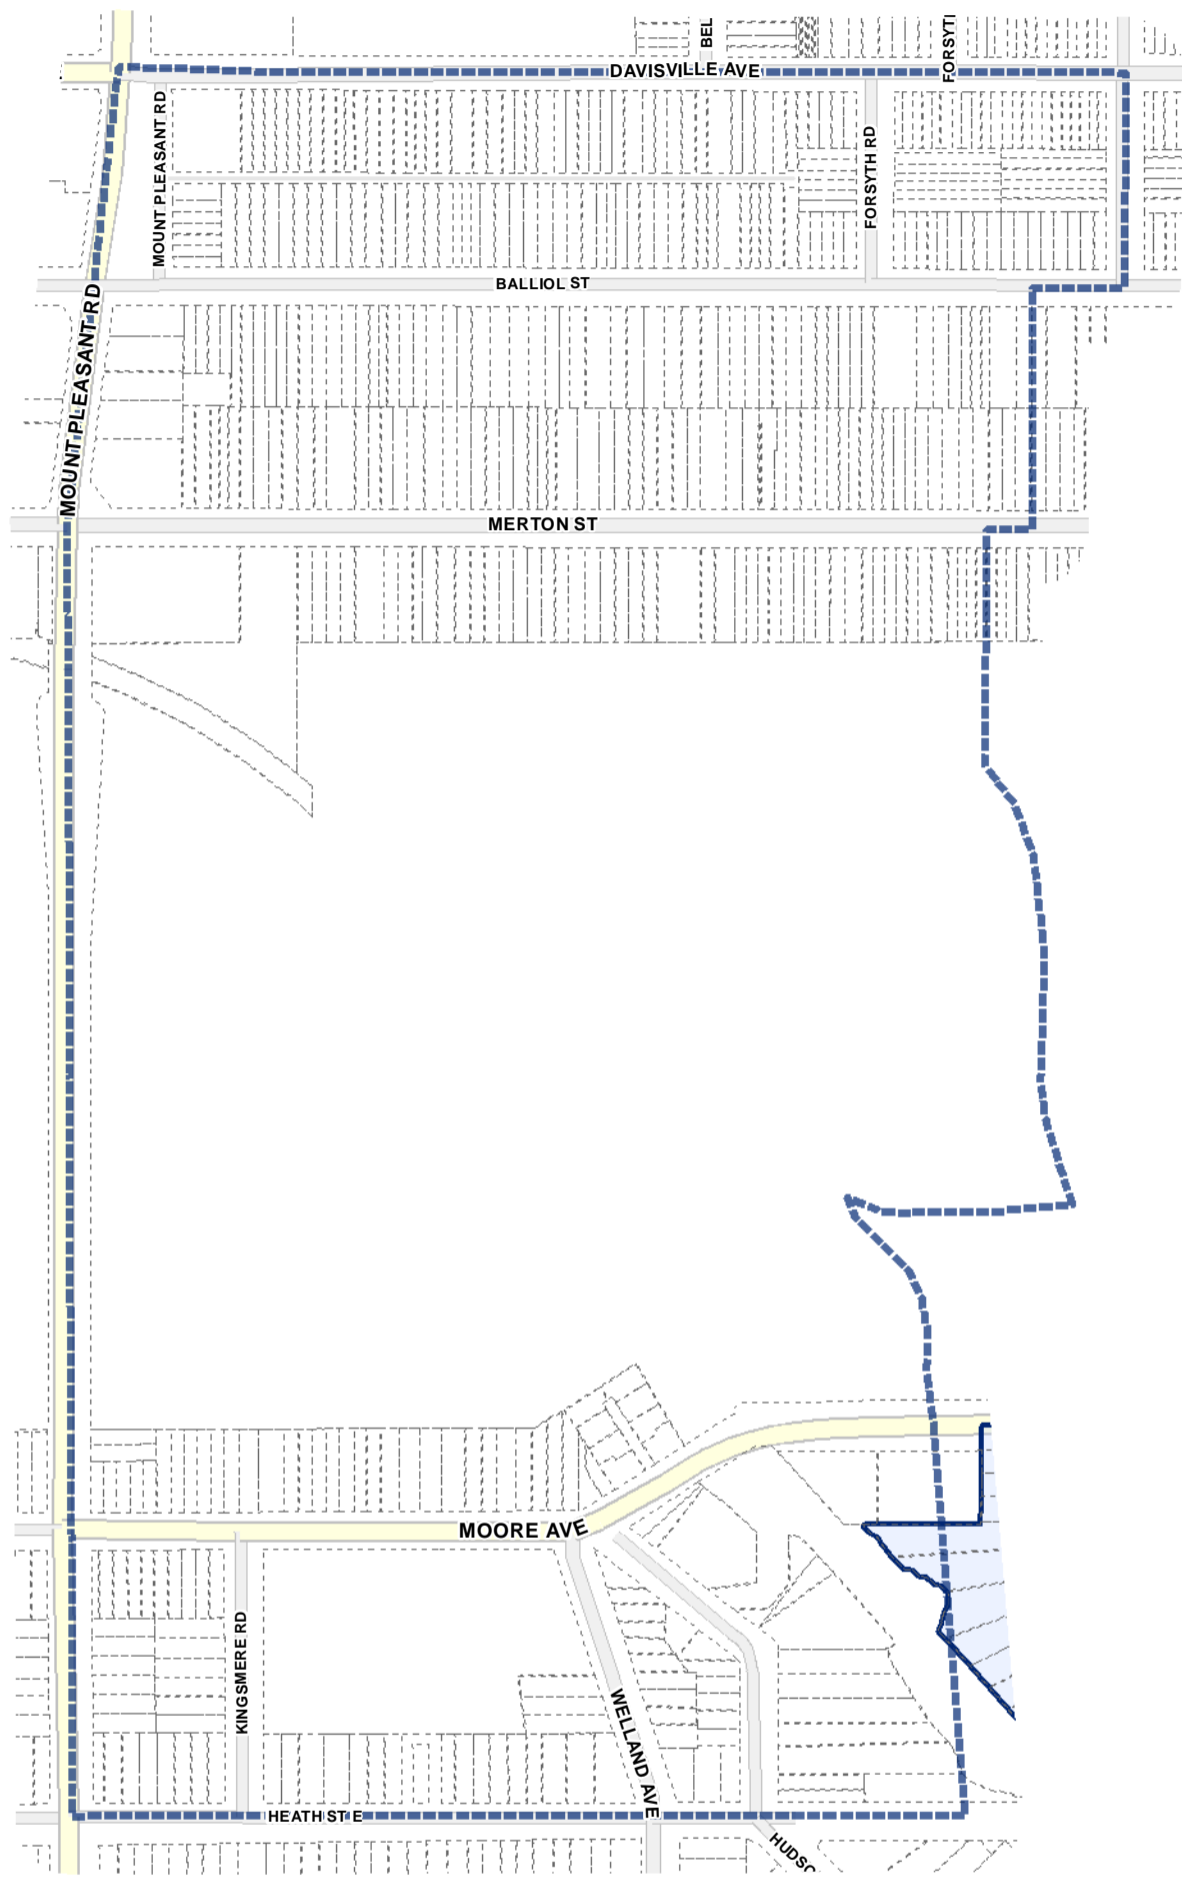 BEL
FORSYTH
DAVISVILLE AVE
MOUNT PLEASANT RD
FORSYTH RD
BALLIOL ST
MOUNT PLEASANT RD
MERTON ST
MOORE AVE
KINGSMERE RD
WELLAND AVE
HEATH ST E
HUDSO